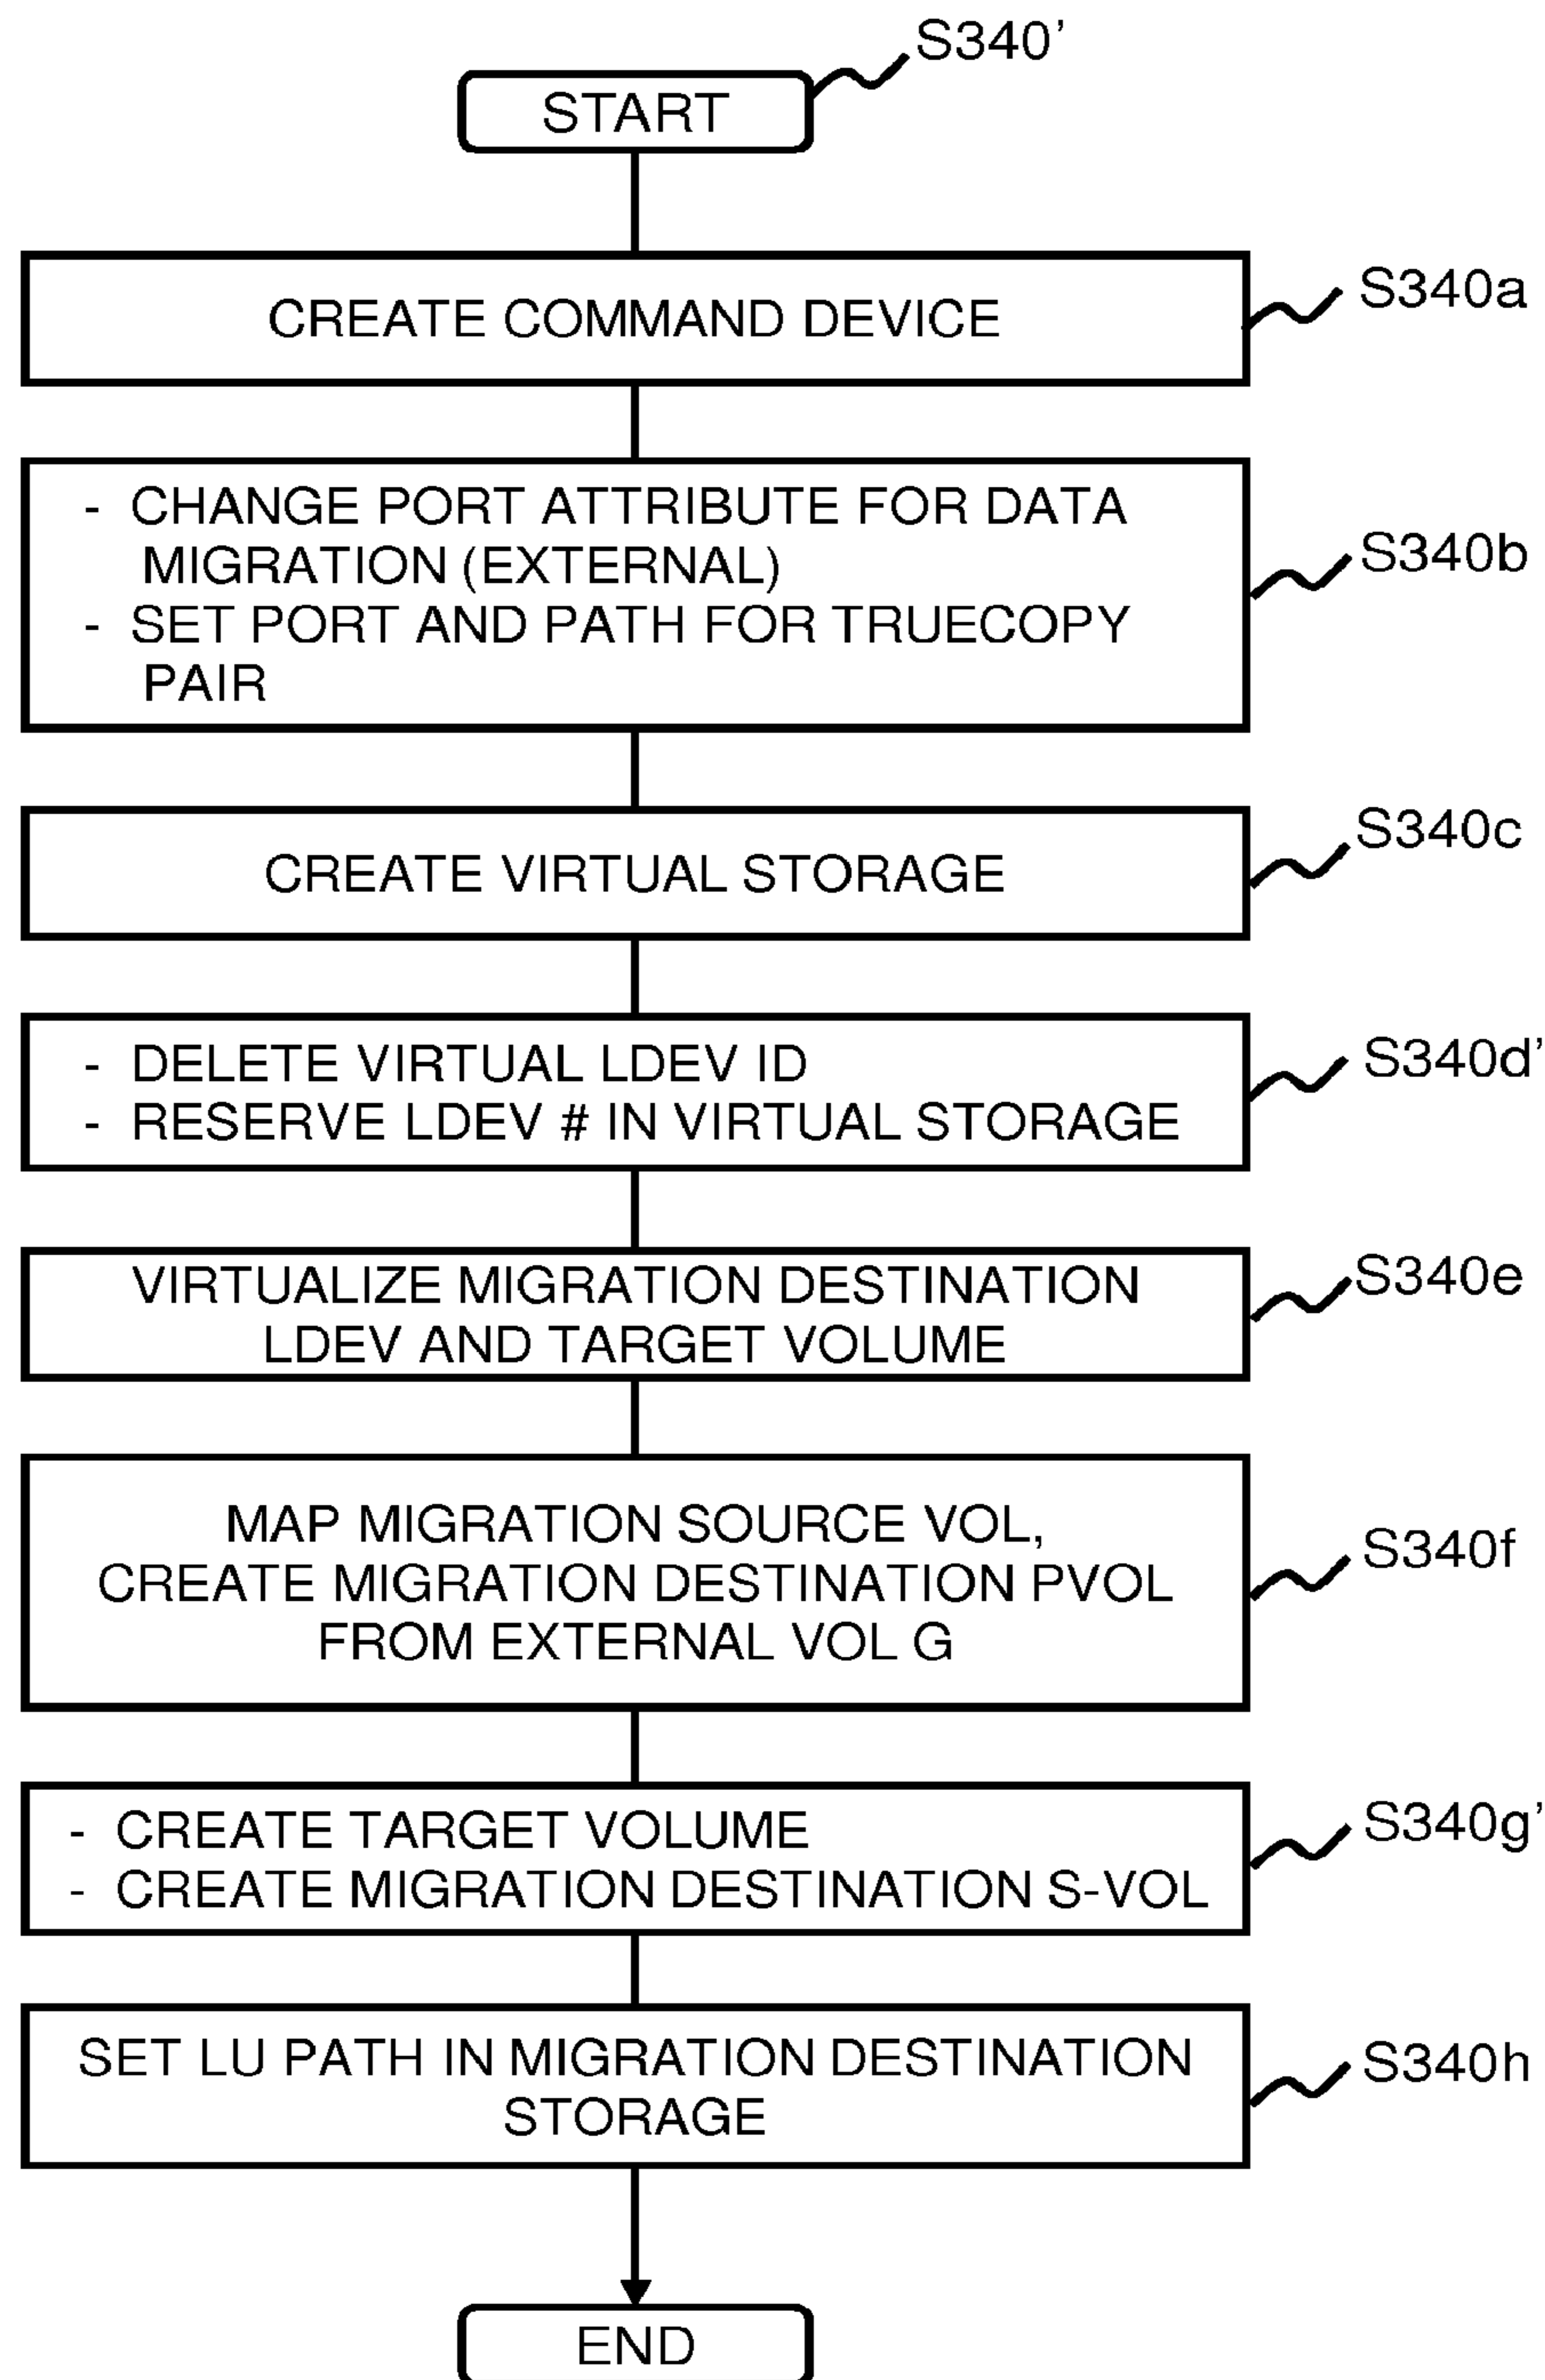 S340’
START
S340a
CREATE COMMAND DEVICE
- CHANGE PORT ATTRIBUTE FOR DATA
MIGRATION (EXTERNAL)
- SET PORT AND PATH FOR TRUECOPY
PAIR
S340b
S340c
CREATE VIRTUAL STORAGE
- DELETE VIRTUAL LDEV ID
- RESERVE LDEV # IN VIRTUAL STORAGE
S340d’
VIRTUALIZE MIGRATION DESTINATION
LDEV AND TARGET VOLUME
S340e
MAP MIGRATION SOURCE VOL,
CREATE MIGRATION DESTINATION PVOL
FROM EXTERNAL VOL G
S340f
- CREATE TARGET VOLUME
- CREATE MIGRATION DESTINATION S-VOL
S340g’
SET LU PATH IN MIGRATION DESTINATION
STORAGE
S340h
END